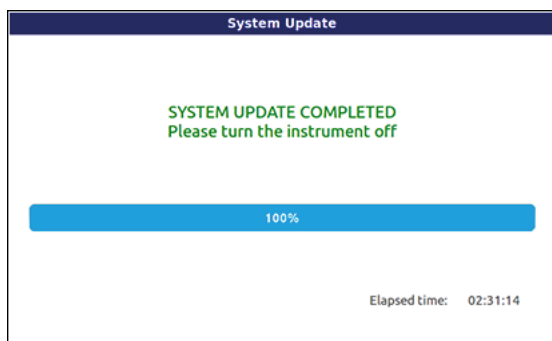 System Update
SYSTEM UPDATE COMPLETED
Please turn the instrument off
100%
Elapsed time: 02:31:14